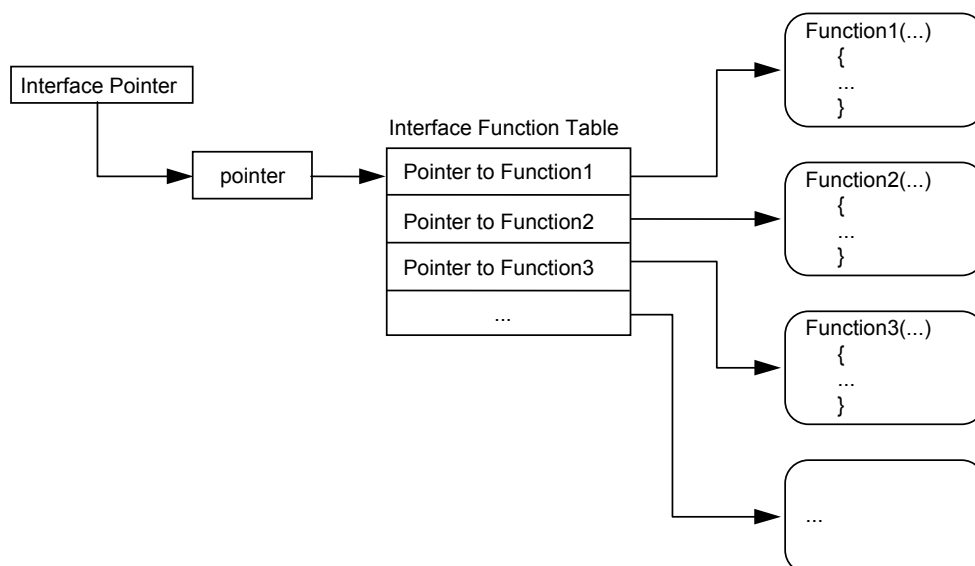 Interface Pointer
pointer
Interface Function Table
Pointer to Function1
Pointer to Function2
Pointer to Function3
...
Function1(...)
{
...
}
Function2(...)
{
...
}
Function3(...)
{
...
}
...